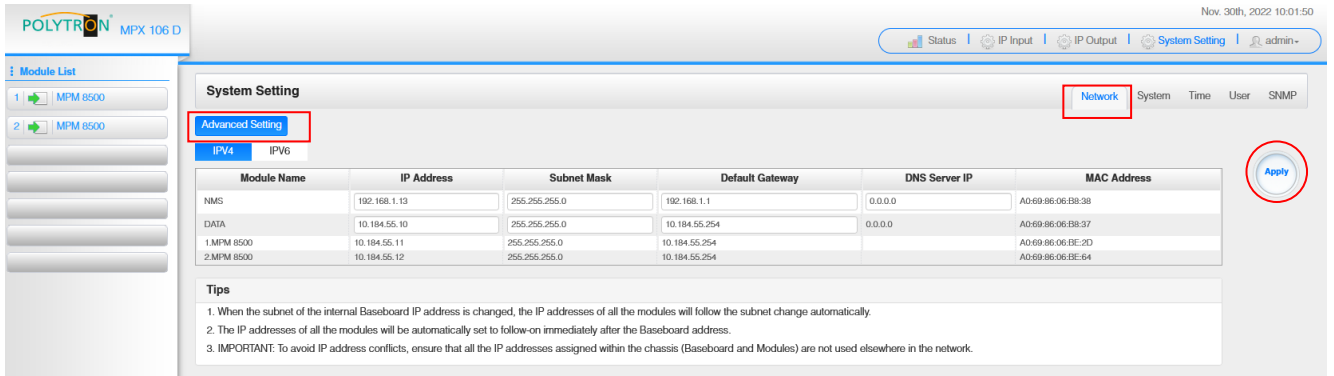 Nov. 30th, 2022 10:01:50
POLYTRON MPX 106 D
Status IP Input IP Output System Setting admin
Module List
1 MPM 8500
2 MPM 8500
System Setting
Network System Time User SNMP
Advanced Setting
IPV4 IPV6
Apply
Module Name IP Address Subnet Mask Default Gateway DNS Server IP MAC Address
NMS 192.168.1.13 255.255.255.0 192.168.1.1 0.0.0.0 A0:69:86:06:B8:38
DATA 10.184.55.10 255.255.255.0 10.184.55.254 0.0.0.0 A0:69:86:06:B8:37
1.MPM 8500 10.184.55.11 255.255.255.0 10.184.55.254 A0:69:86:06:BE:2D
2.MPM 8500 10.184.55.12 255.255.255.0 10.184.55.254 A0:69:86:06:BE:64
Tips
1. When the subnet of the internal Baseboard IP address is changed, the IP addresses of all the modules will follow the subnet change automatically.
2. The IP addresses of all the modules will be automatically set to follow-on immediately after the Baseboard address.
3. IMPORTANT: To avoid IP address conflicts, ensure that all the IP addresses assigned within the chassis (Baseboard and Modules) are not used elsewhere in the network.